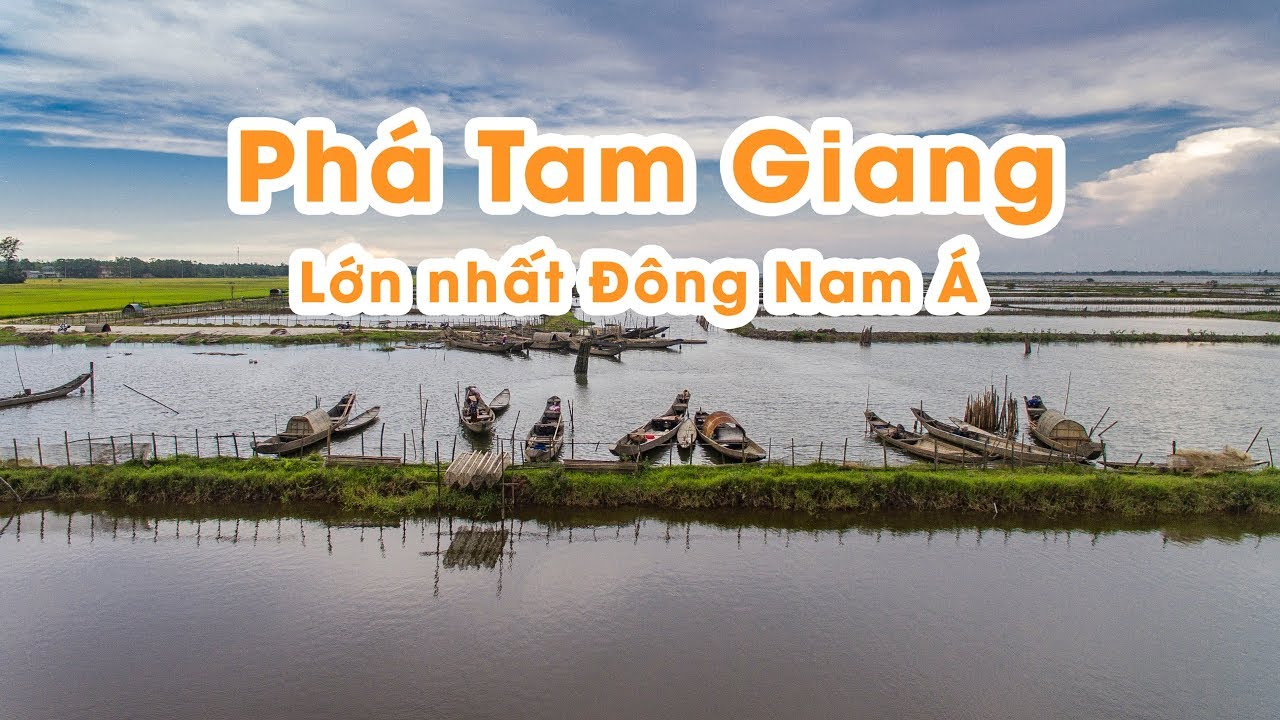 Phá Tam Giang
Lớn nhất Đông Nam Á